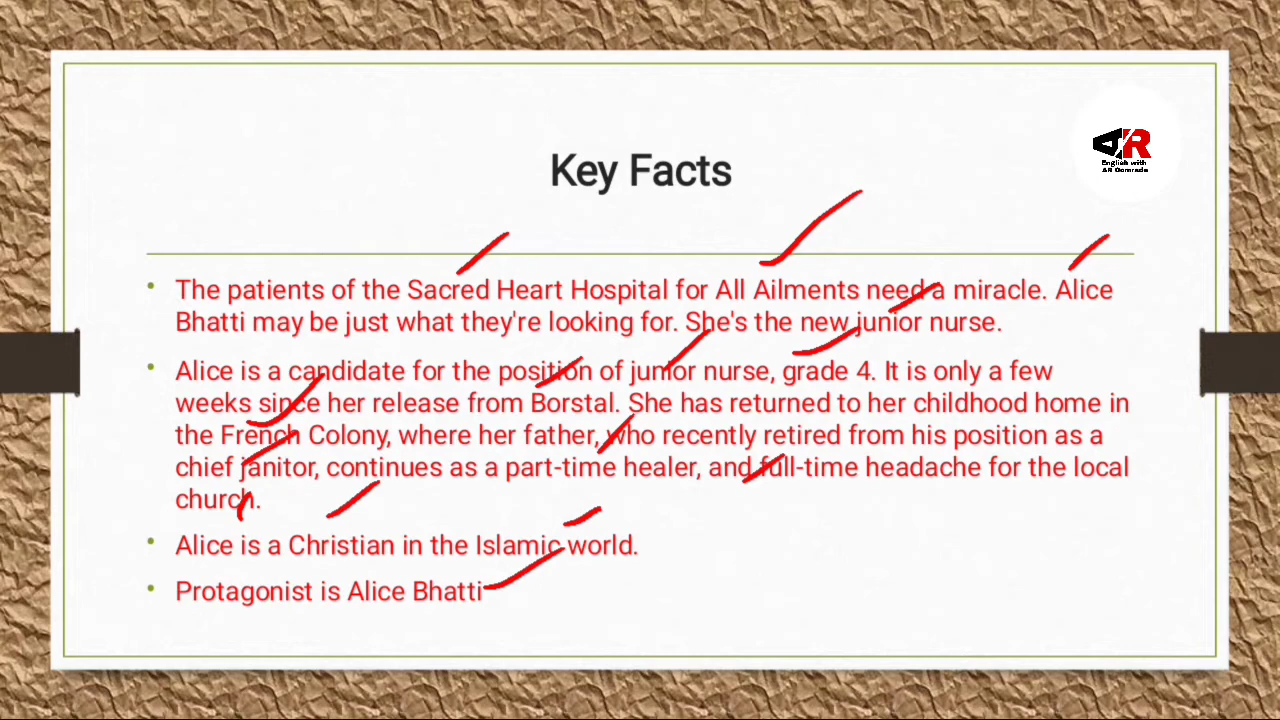 AR
English with
AR Comrade
Key Facts
The patients of the Sacred Heart Hospital for All Ailments need a miracle. Alice
Bhatti may be just what they're looking for. She's the new junior nurse.
Alice is a candidate for the position of junior nurse, grade 4. It is only a few
weeks since her release from Borstal. She has returned to her childhood home in
the French Colony, where her father, who recently retired from his position as a
chief janitor, continues as a part-time healer, and full-time headache for the local
church.
Alice is a Christian in the Islamic world.
Protagonist is Alice Bhatti